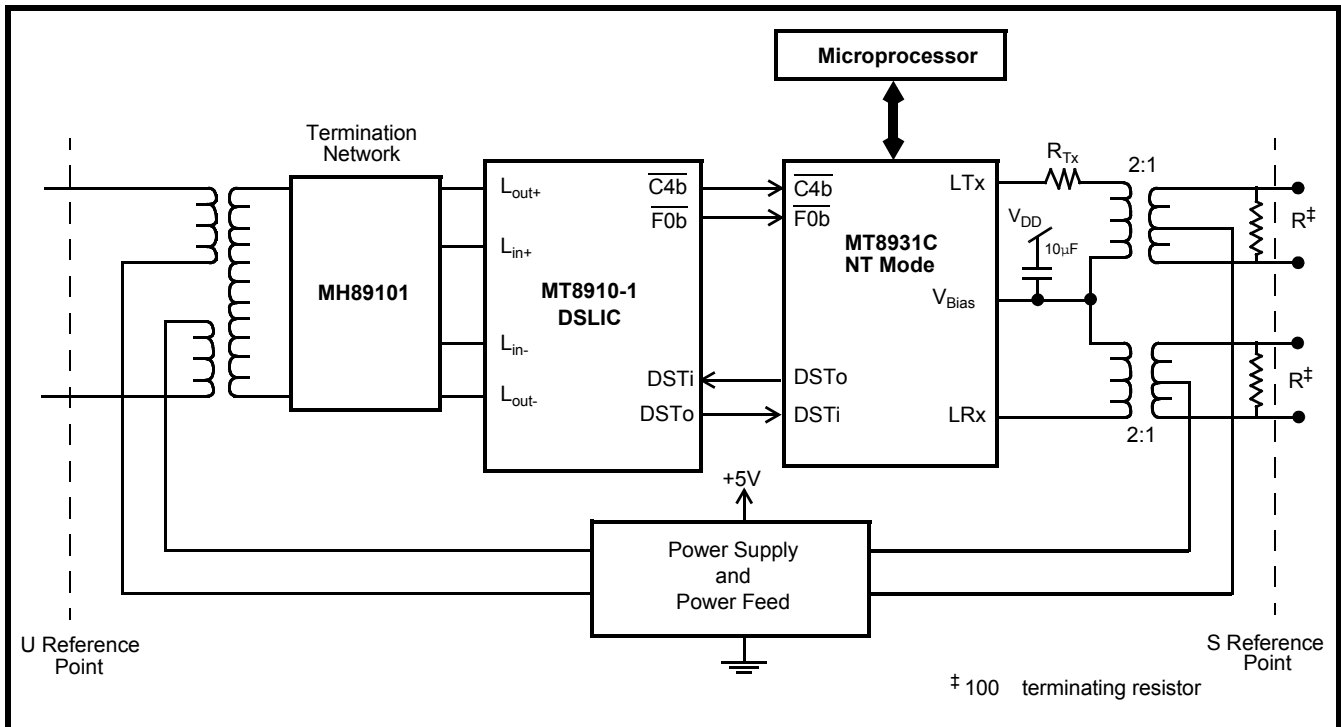 Microprocessor
Termination
Network
MH89101
Lout+
Lin+
Lin-
Lout-
MT8910-1
DSLIC
C4b
F0b
DSTi
DSTo
C4b
F0b
MT8931C
NT Mode
DSTo
DSTi
LTx
VBias
LRx
RTx
2:1
VDD
10µF
R‡
R‡
2:1
+5V
Power Supply
and
Power Feed
U Reference
Point
S Reference
Point
‡ 100 terminating resistor